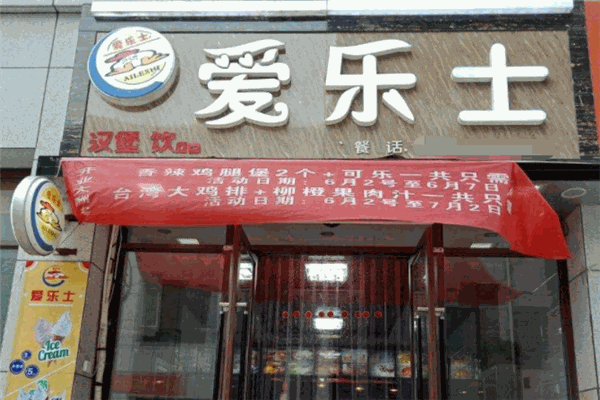 爱乐士
AILESHI
爱乐士
汉堡 饮品
餐 话
香辣鸡腿堡2个+可乐一共只需
活动日期：6月2号至6月7日
台湾大鸡排+柳橙果肉汁一共只
活动日期：6月2号至7月2日
爱乐士
Ice
Cream